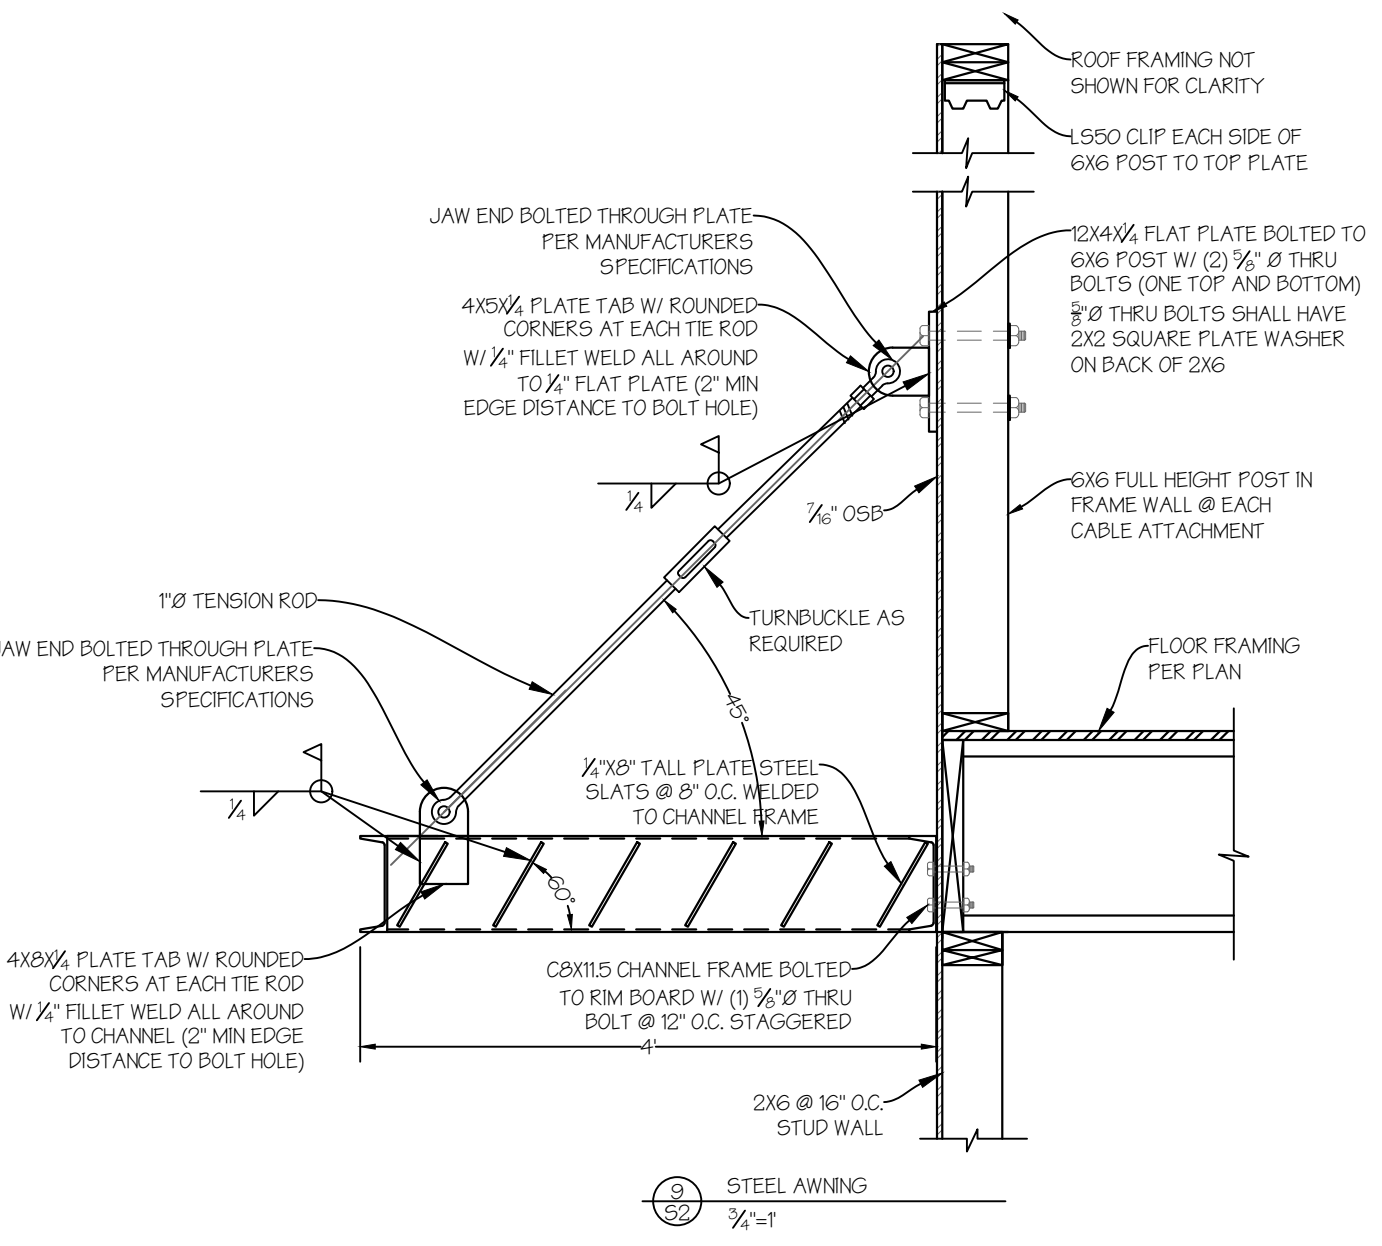 ROOF FRAMING NOT
SHOWN FOR CLARITY
LS50 CLIP EACH SIDE OF
6X6 POST TO TOP PLATE
JAW END BOLTED THROUGH PLATE
PER MANUFACTURERS
SPECIFICATIONS
12X4X1/4 FLAT PLATE BOLTED TO
6X6 POST W/ (2) 5/8" Ø THRU
BOLTS (ONE TOP AND BOTTOM)
5/8"Ø THRU BOLTS SHALL HAVE
2X2 SQUARE PLATE WASHER
ON BACK OF 2X6
4X5X1/4 PLATE TAB W/ ROUNDED
CORNERS AT EACH TIE ROD
W/ 1/4" FILLET WELD ALL AROUND
TO 1/4" FLAT PLATE (2" MIN
EDGE DISTANCE TO BOLT HOLE)
1/4
7/16" OSB
6X6 FULL HEIGHT POST IN
FRAME WALL @ EACH
CABLE ATTACHMENT
1"Ø TENSION ROD
TURNBUCKLE AS
REQUIRED
JAW END BOLTED THROUGH PLATE
PER MANUFACTURERS
SPECIFICATIONS
FLOOR FRAMING
PER PLAN
45°
1/4"X8" TALL PLATE STEEL
SLATS @ 8" O.C. WELDED
TO CHANNEL FRAME
1/4
60°
4X8X1/4 PLATE TAB W/ ROUNDED
CORNERS AT EACH TIE ROD
W/ 1/4" FILLET WELD ALL AROUND
TO CHANNEL (2" MIN EDGE
DISTANCE TO BOLT HOLE)
C8X11.5 CHANNEL FRAME BOLTED
TO RIM BOARD W/ (1) 5/8"Ø THRU
BOLT @ 12" O.C. STAGGERED
4'
2X6 @ 16" O.C.
STUD WALL
9
S2
STEEL AWNING
3/4"=1'